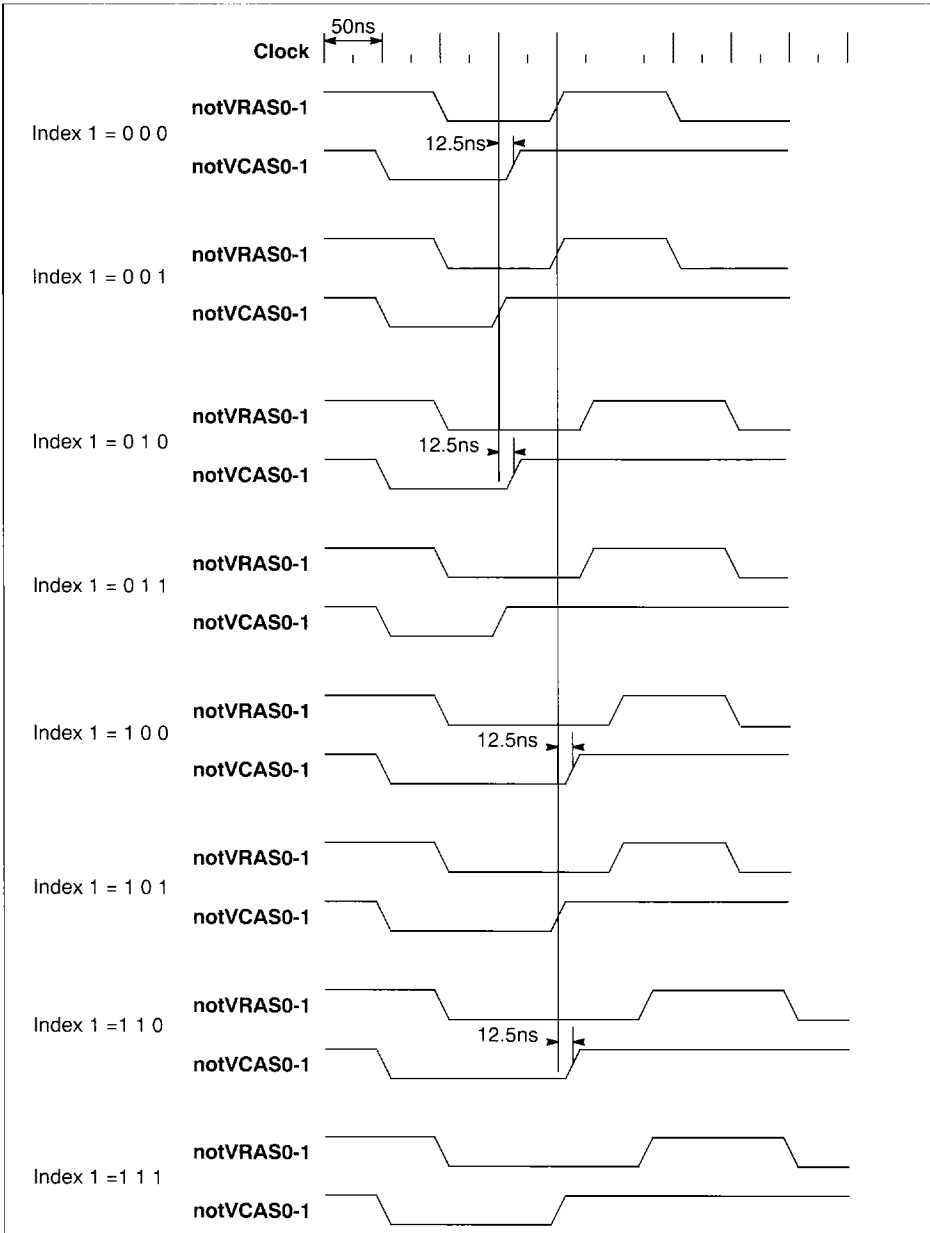 50ns
Clock
notVRAS0-1
Index 1 = 0 0 0
12.5ns
notVCAS0-1
notVRAS0-1
Index 1 = 0 0 1
notVCAS0-1
notVRAS0-1
Index 1 = 0 1 0
12.5ns
notVCAS0-1
notVRAS0-1
Index 1 = 0 1 1
notVCAS0-1
notVRAS0-1
Index 1 = 1 0 0
12.5ns
notVCAS0-1
notVRAS0-1
Index 1 = 1 0 1
notVCAS0-1
notVRAS0-1
Index 1 =1 1 0
12.5ns
notVCAS0-1
notVRAS0-1
Index 1 =1 1 1
notVCAS0-1